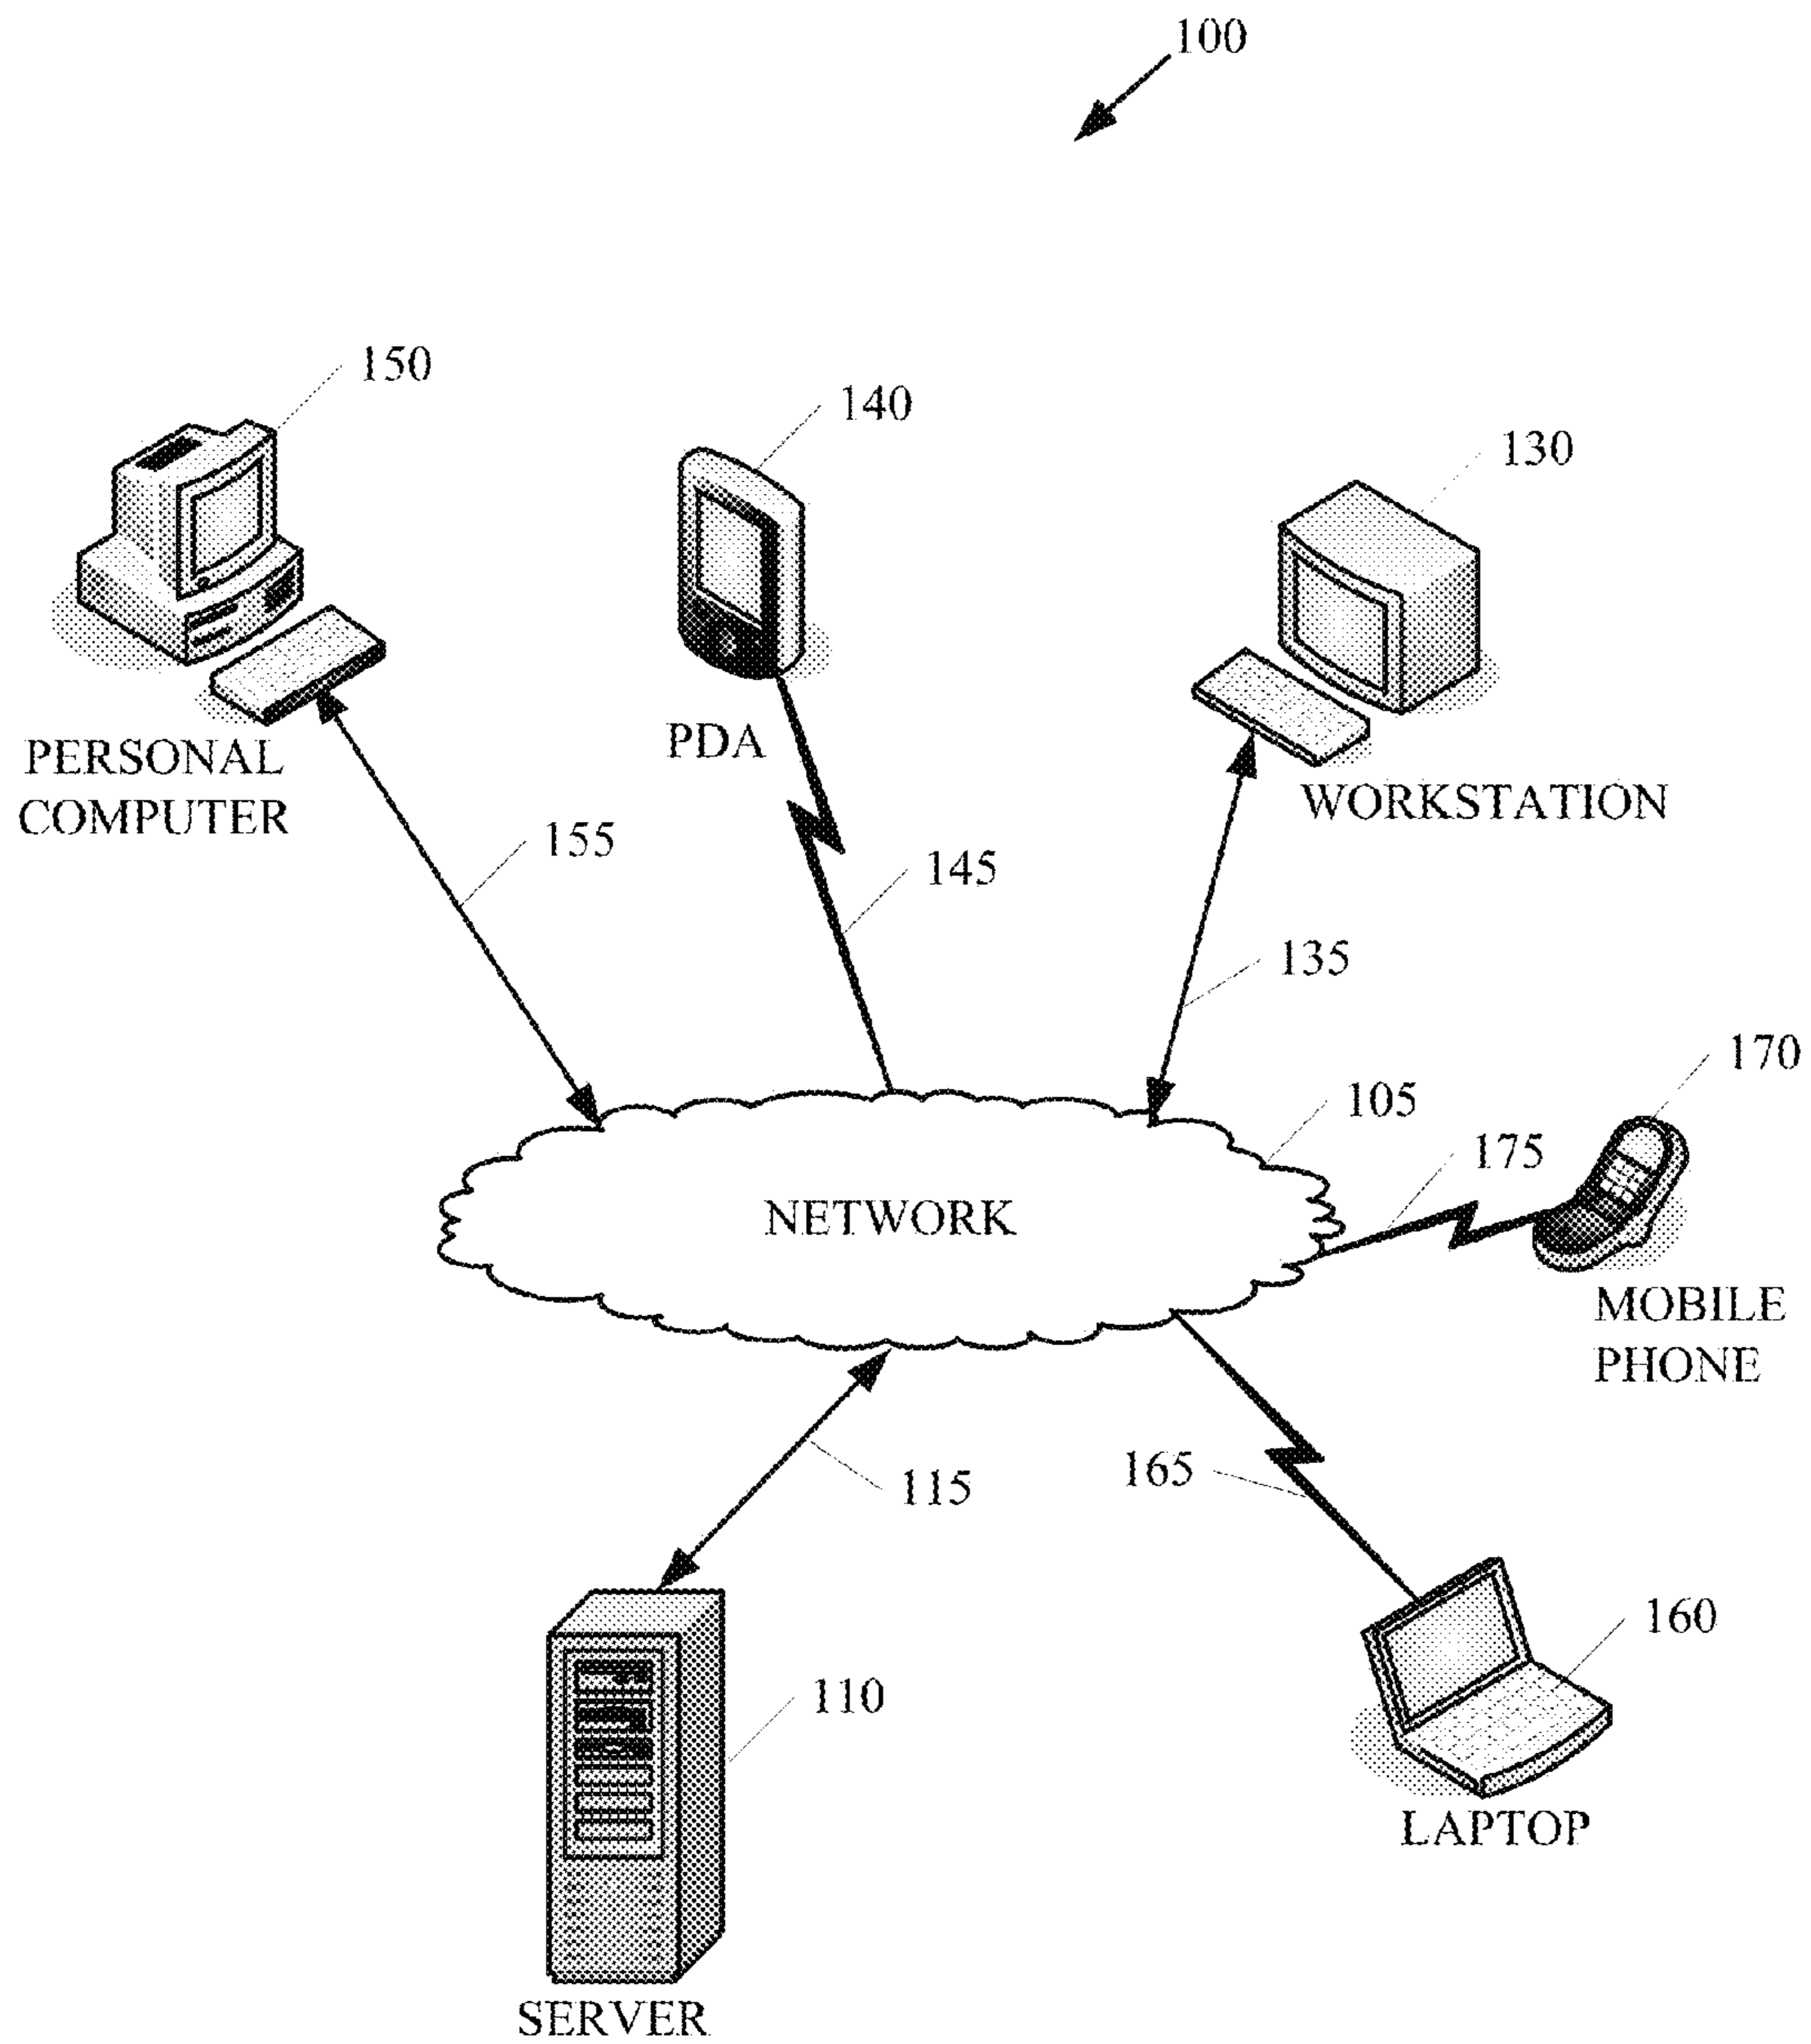 100
150
140
130
PERSONAL
COMPUTER
PDA
WORKSTATION
155
145
135
170
105
175
NETWORK
MOBILE
PHONE
115
165
160
110
LAPTOP
SERVER